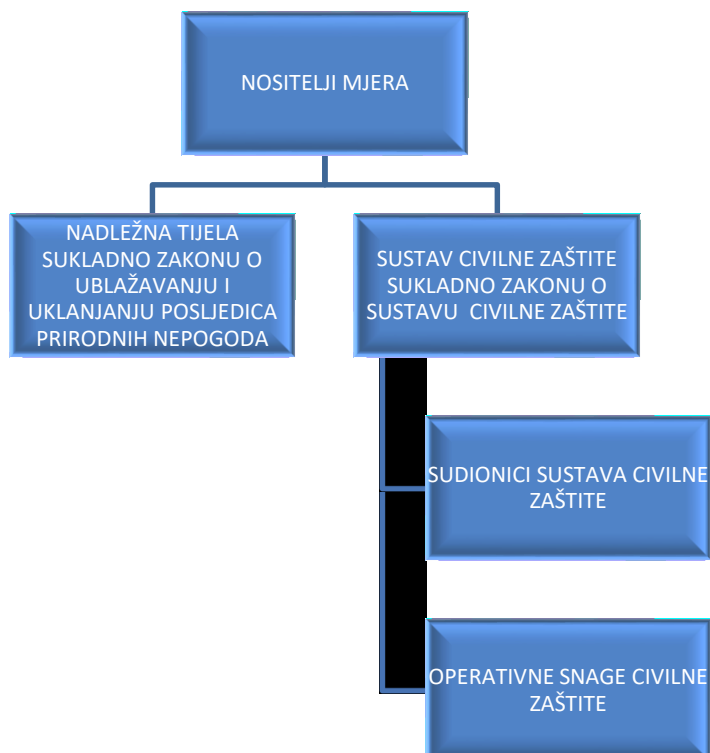 NOSITELJI MJERA
NADLEŽNA TIJELA
SUKLADNO ZAKONU O
UBLAŽAVANJU I
UKLANJANJU POSLJEDICA
PRIRODNIH NEPOGODA
SUSTAV CIVILNE ZAŠTITE
SUKLADNO ZAKONU O
SUSTAVU CIVILNE ZAŠTITE
SUDIONICI SUSTAVA CIVILNE
ZAŠTITE
OPERATIVNE SNAGE CIVILNE
ZAŠTITE